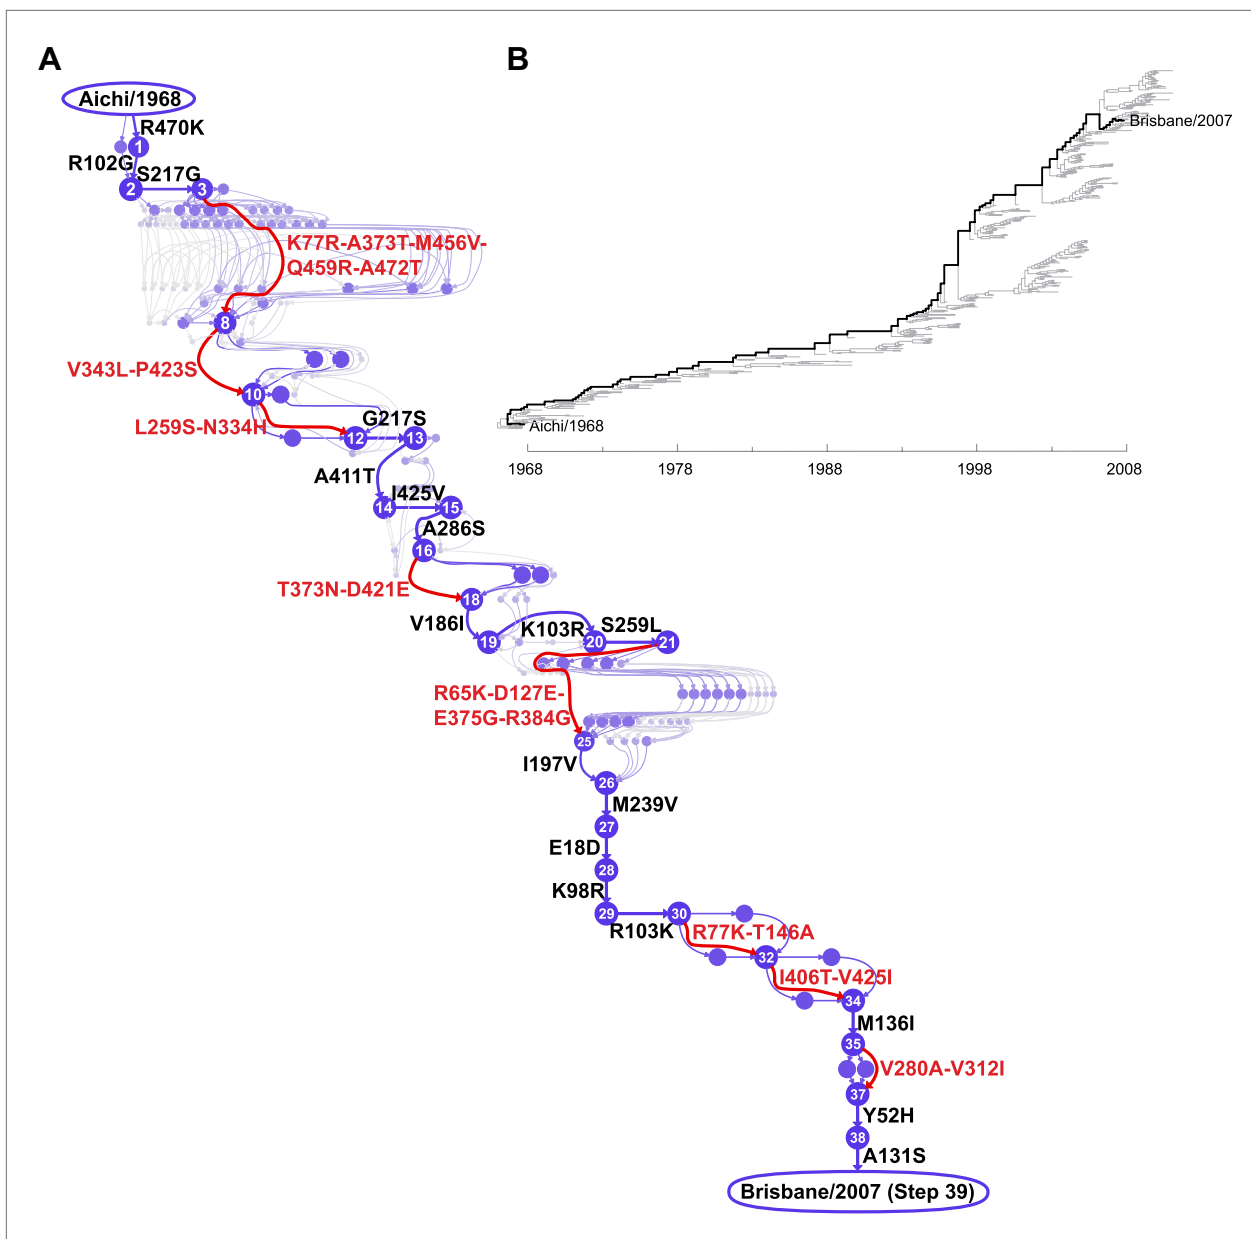 A
B
Aichi/1968
R470K
1
R102G
S217G
2
3
K77R-A373T-M456V-
Q459R-A472T
8
V343L-P423S
10
L259S-N334H
G217S
12
13
A411T
I425V
14
15
A286S
16
T373N-D421E
18
V186I
K103R
S259L
19
20
21
R65K-D127E-
E375G-R384G
25
I197V
26
M239V
27
E18D
28
K98R
29
30
R103K
R77K-T146A
32
I406T-V425I
34
M136I
35
V280A-V312I
37
Y52H
38
A131S
Brisbane/2007 (Step 39)
Brisbane/2007
Aichi/1968
1968
1978
1988
1998
2008